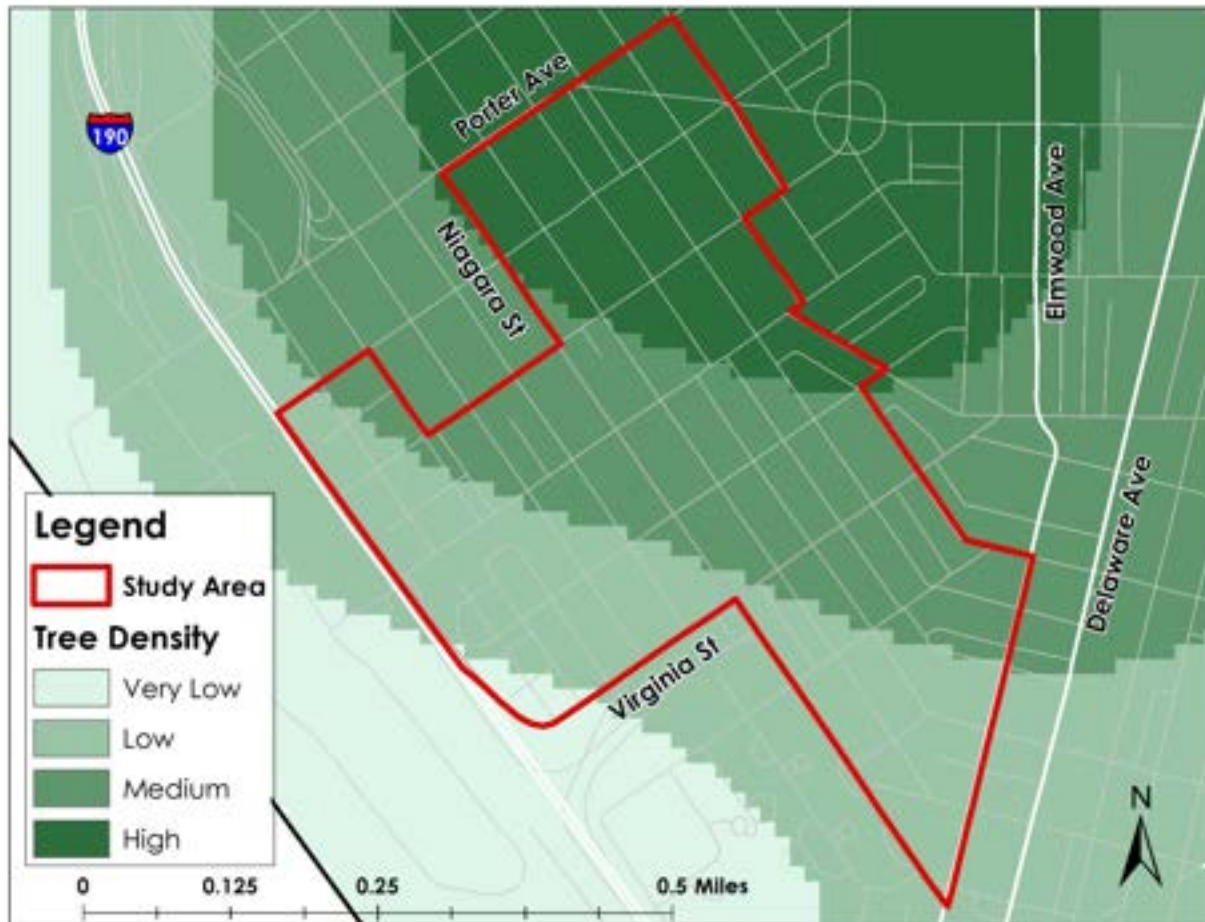 Porter Ave
190
Niagara St
Elmwood Ave
Delaware Ave
Virginia St
Legend
Study Area
Tree Density
Very Low
Low
Medium
High
N
0 0.125 0.25 0.5 Miles